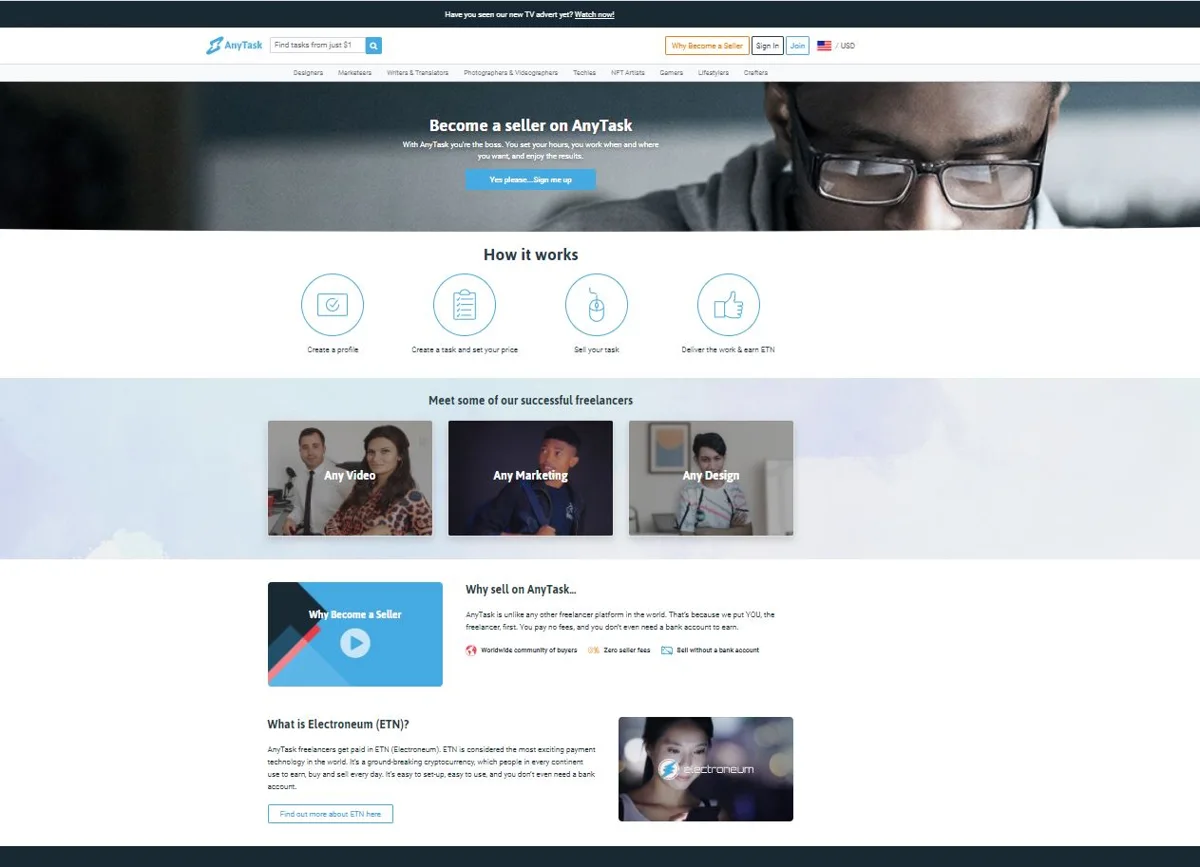 Have you seen our new TV advert yet? Watch now!
AnyTask
Find tasks from just $1
Why Become a Seller
Sign In
Join
/ USD
Designers
Marketeers
Writers & Translators
Photographers & Videographers
Techies
NFT Artists
Gamers
Lifestylers
Crafters
Become a seller on AnyTask
With AnyTask you're the boss. You set your hours, you work when and where
you want, and enjoy the results.
Yes please...Sign me up
How it works
Create a profile
Create a task and set your price
Sell your task
Deliver the work & earn ETN
Meet some of our successful freelancers
Any Video
Any Marketing
Any Design
Why Become a Seller
Why sell on AnyTask...
AnyTask is unlike any other freelancer platform in the world. That's because we put YOU, the
freelancer, first. You pay no fees, and you don't even need a bank account to earn.
Worldwide community of buyers
0% Zero seller fees
Sell without a bank account
What is Electroneum (ETN)?
AnyTask freelancers get paid in ETN (Electroneum). ETN is considered the most exciting payment
technology in the world. It's a ground-breaking cryptocurrency, which people in every continent
use to earn, buy and sell every day. It's easy to set-up, easy to use, and you don't even need a bank
account.
Find out more about ETN here
electroneum